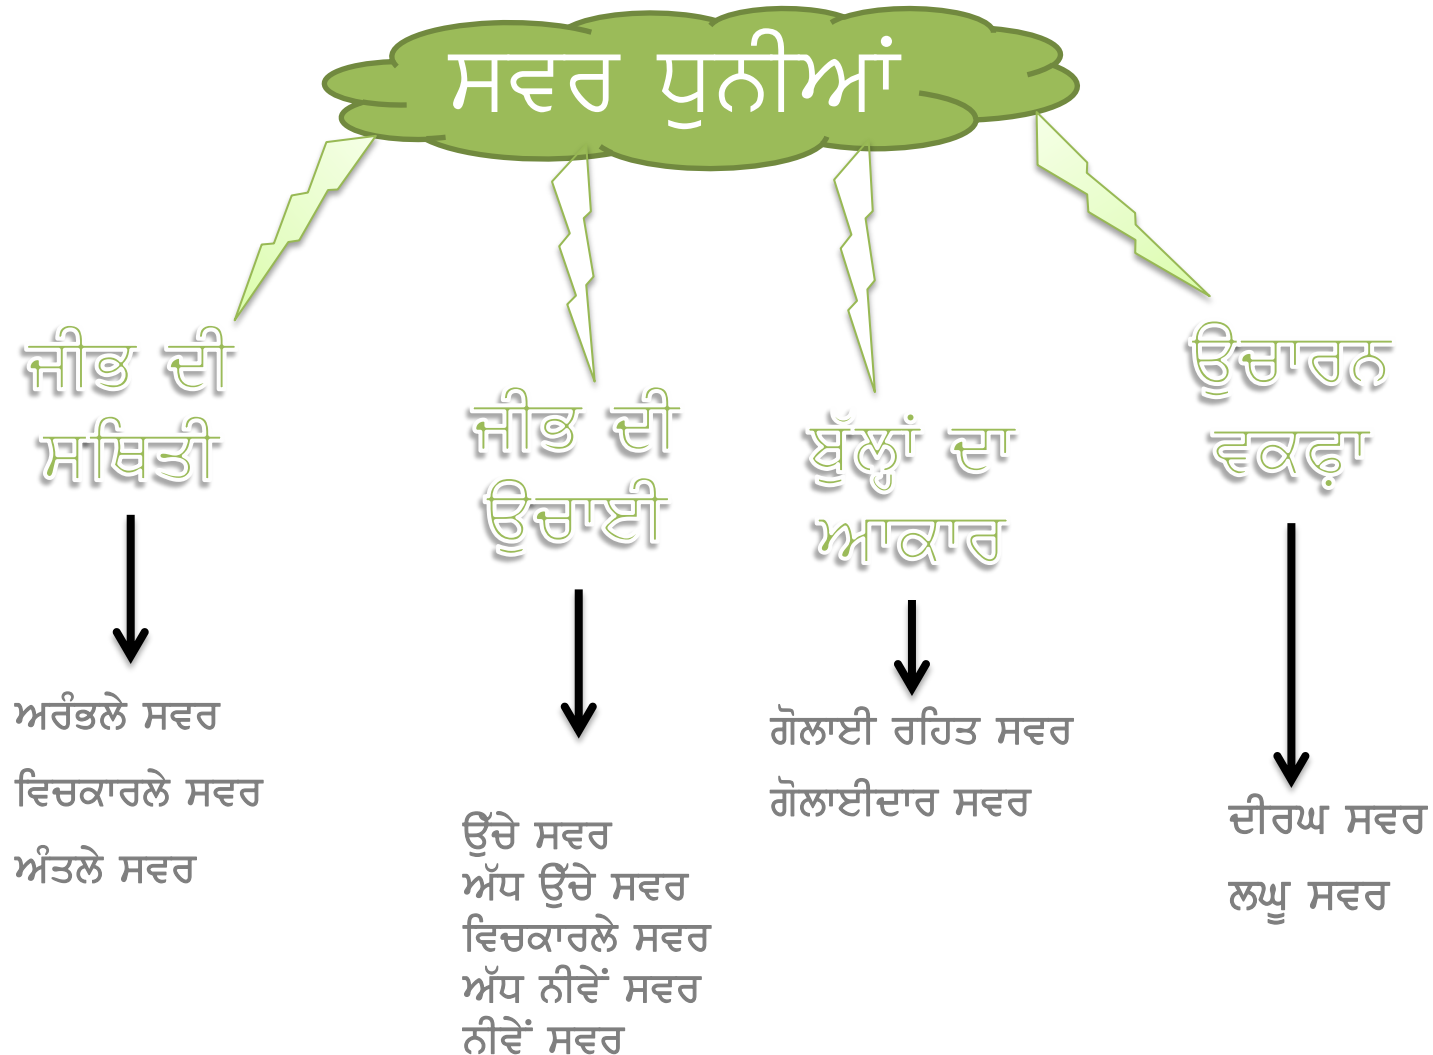 ਸਵਰ ਧੁਨੀਆਂ
ਜੀਭ ਦੀ
ਸਥਿਤੀ
ਅਰੰਭਲੇ ਸਵਰ
ਵਿਚਕਾਰਲੇ ਸਵਰ
ਅੰਤਲੇ ਸਵਰ
ਜੀਭ ਦੀ
ਉਚਾਈ
ਉੱਚੇ ਸਵਰ
ਅੱਧ ਉੱਚੇ ਸਵਰ
ਵਿਚਕਾਰਲੇ ਸਵਰ
ਅੱਧ ਨੀਵੇਂ ਸਵਰ
ਨੀਵੇਂ ਸਵਰ
ਬੁੱਲ੍ਹਾਂ ਦਾ
ਆਕਾਰ
ਗੋਲਾਈ ਰਹਿਤ ਸਵਰ
ਗੋਲਾਈਦਾਰ ਸਵਰ
ਉਚਾਰਨ
ਵਕਫ਼ਾ
ਦੀਰਘ ਸਵਰ
ਲਘੂ ਸਵਰ